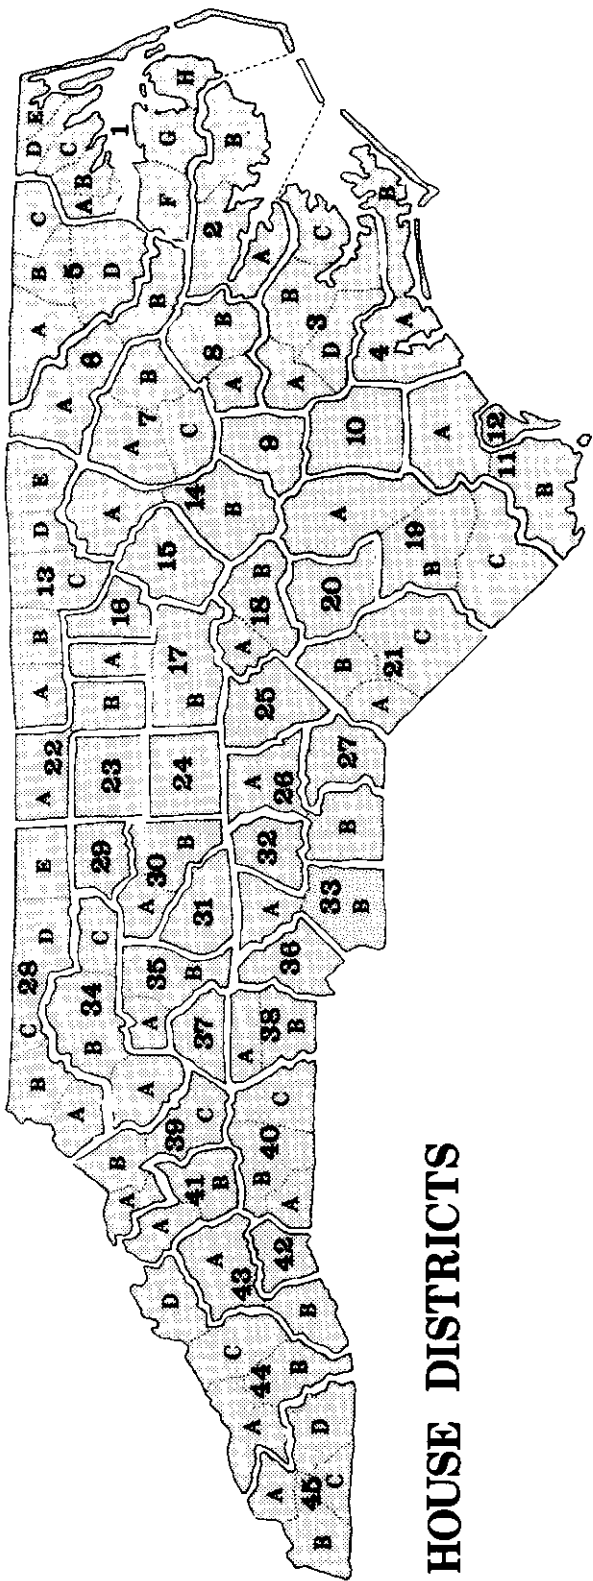 1
A
B
C
D
E
F
G
H
2
B
3
A
B
C
D
A
4
A
B
5
A
B
C
D
6
A
B
7
A
B
C
8
A
B
9
10
11
A
B
12
13
A
B
C
D
E
14
A
B
15
16
17
A
B
18
A
B
19
A
B
C
20
21
A
B
C
22
A
B
23
24
25
26
A
B
27
28
A
B
C
D
E
29
30
A
B
31
32
33
A
B
34
A
B
C
35
A
B
36
37
38
A
B
39
A
B
C
40
A
B
C
41
A
B
42
43
A
B
44
A
B
C
D
45
A
B
C
D
HOUSE DISTRICTS